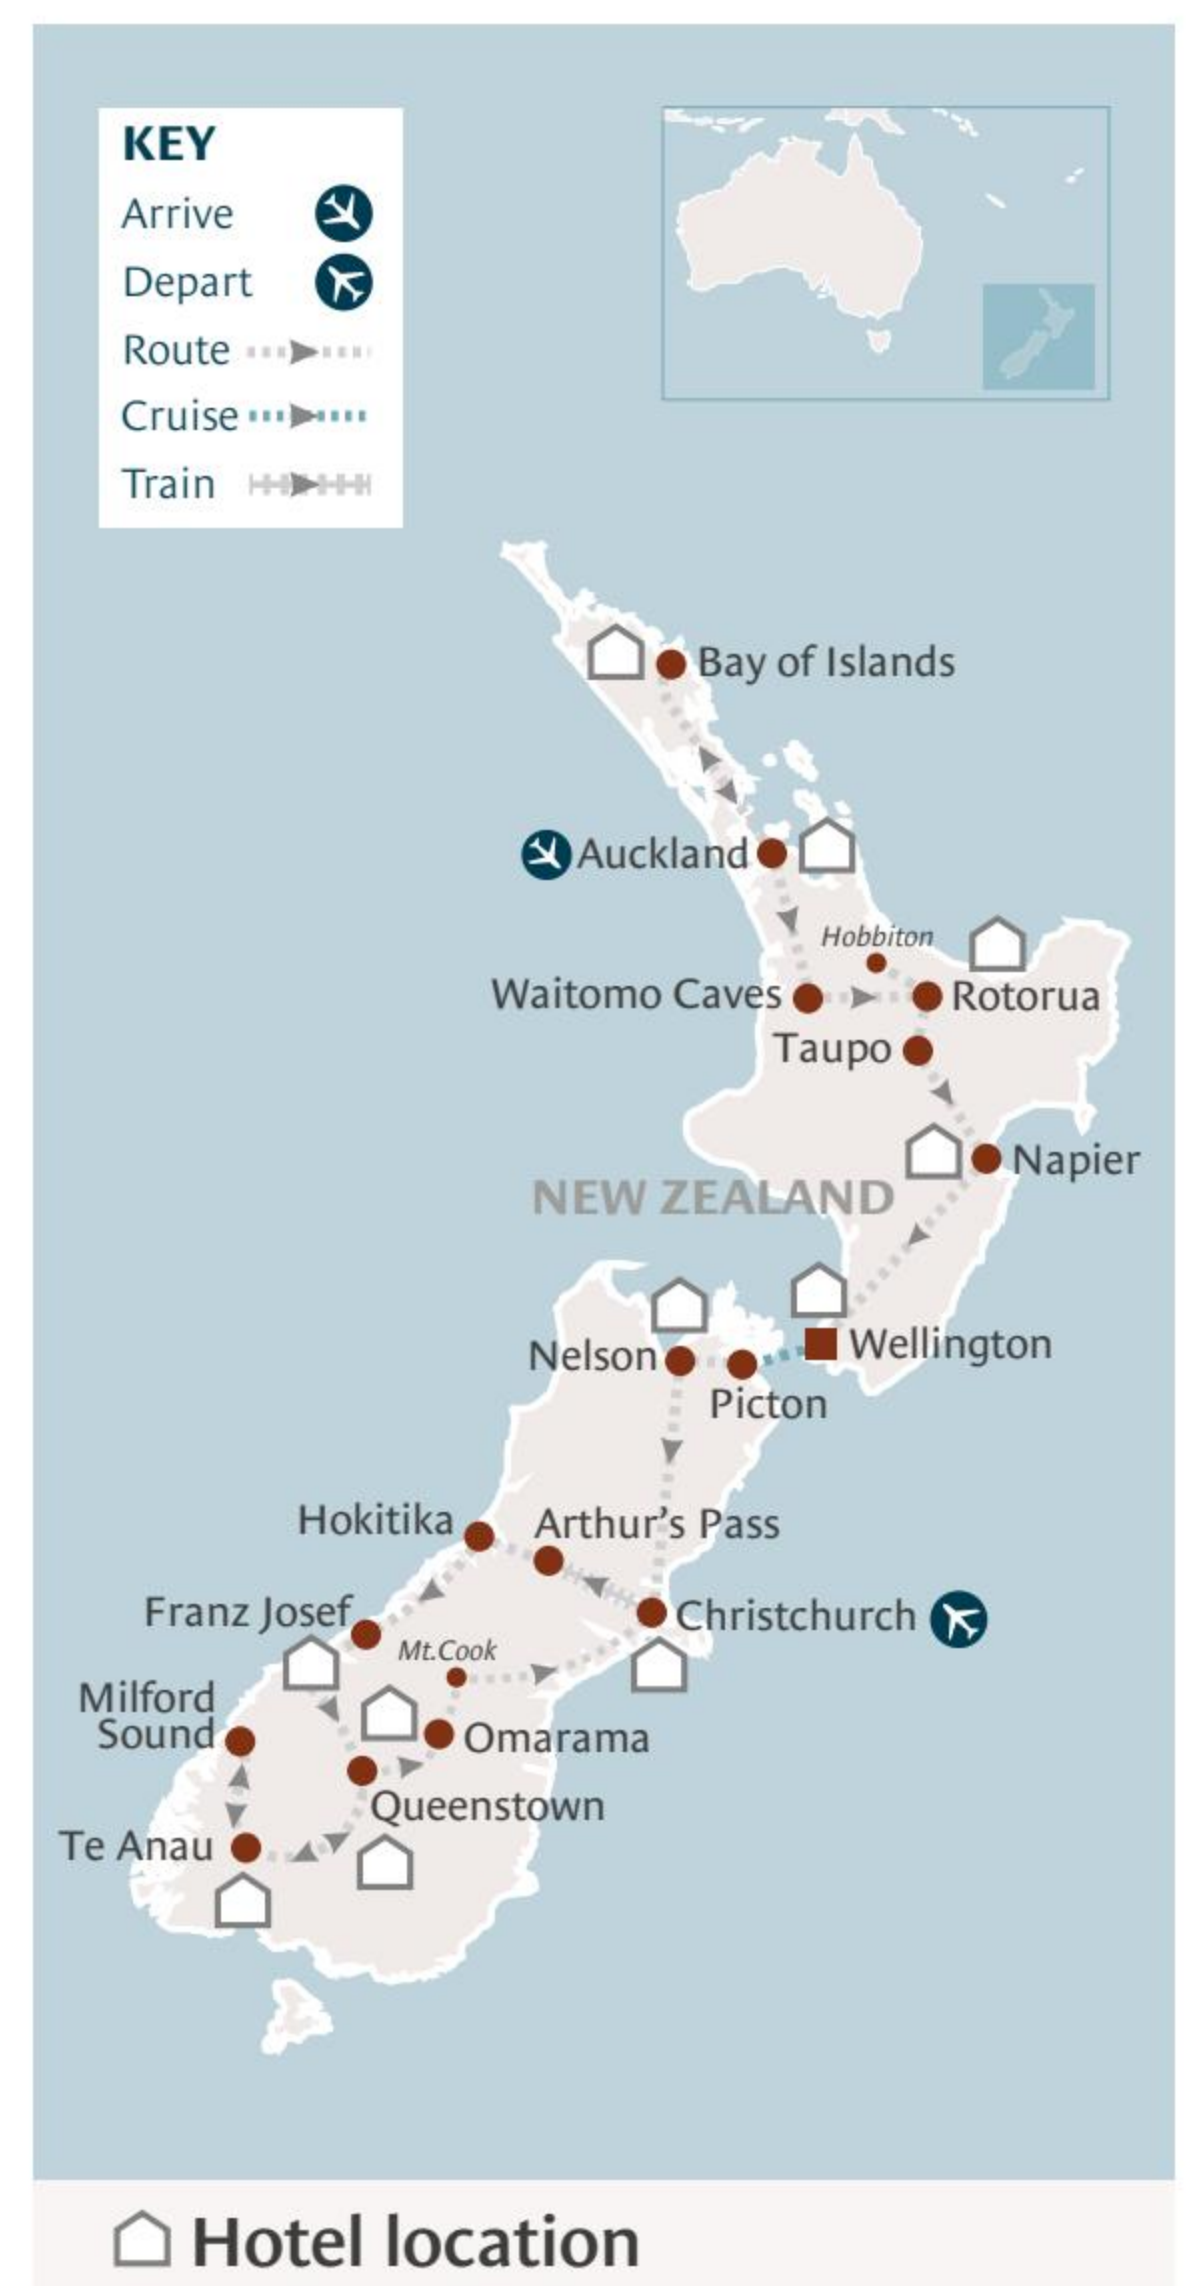 KEY
Arrive
Depart
Route
Cruise
Train
Bay of Islands
Auckland
Hobbiton
Waitomo Caves
Rotorua
Taupo
Napier
NEW ZEALAND
Nelson
Wellington
Picton
Hokitika
Arthur's Pass
Franz Josef
Christchurch
Mt.Cook
Milford
Sound
Omarama
Queenstown
Te Anau
Hotel location